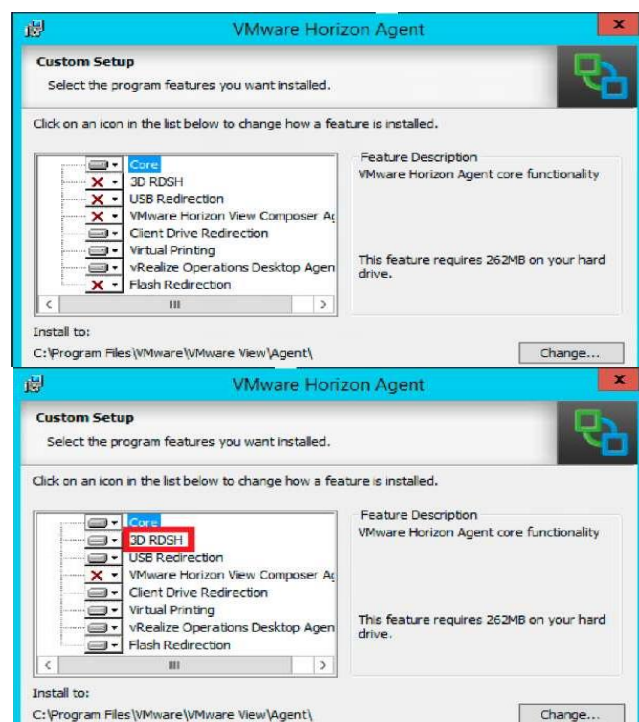 VMware Horizon Agent
x
Custom Setup
Select the program features you want installed.
Click on an icon in the list below to change how a feature is installed.
Core
3D RDSH
USB Redirection
VMware Horizon View Composer Ag
Client Drive Redirection
Virtual Printing
vRealize Operations Desktop Agen
Flash Redirection
Feature Description
VMware Horizon Agent core functionality
This feature requires 262MB on your hard
drive.
Install to:
C:\Program Files\VMware\VMware View\Agent\
Change...
VMware Horizon Agent
x
Custom Setup
Select the program features you want installed.
Click on an icon in the list below to change how a feature is installed.
Core
3D RDSH
USB Redirection
VMware Horizon View Composer Ag
Client Drive Redirection
Virtual Printing
vRealize Operations Desktop Agen
Flash Redirection
Feature Description
VMware Horizon Agent core functionality
This feature requires 262MB on your hard
drive.
Install to:
C:\Program Files\VMware\VMware View\Agent\
Change...